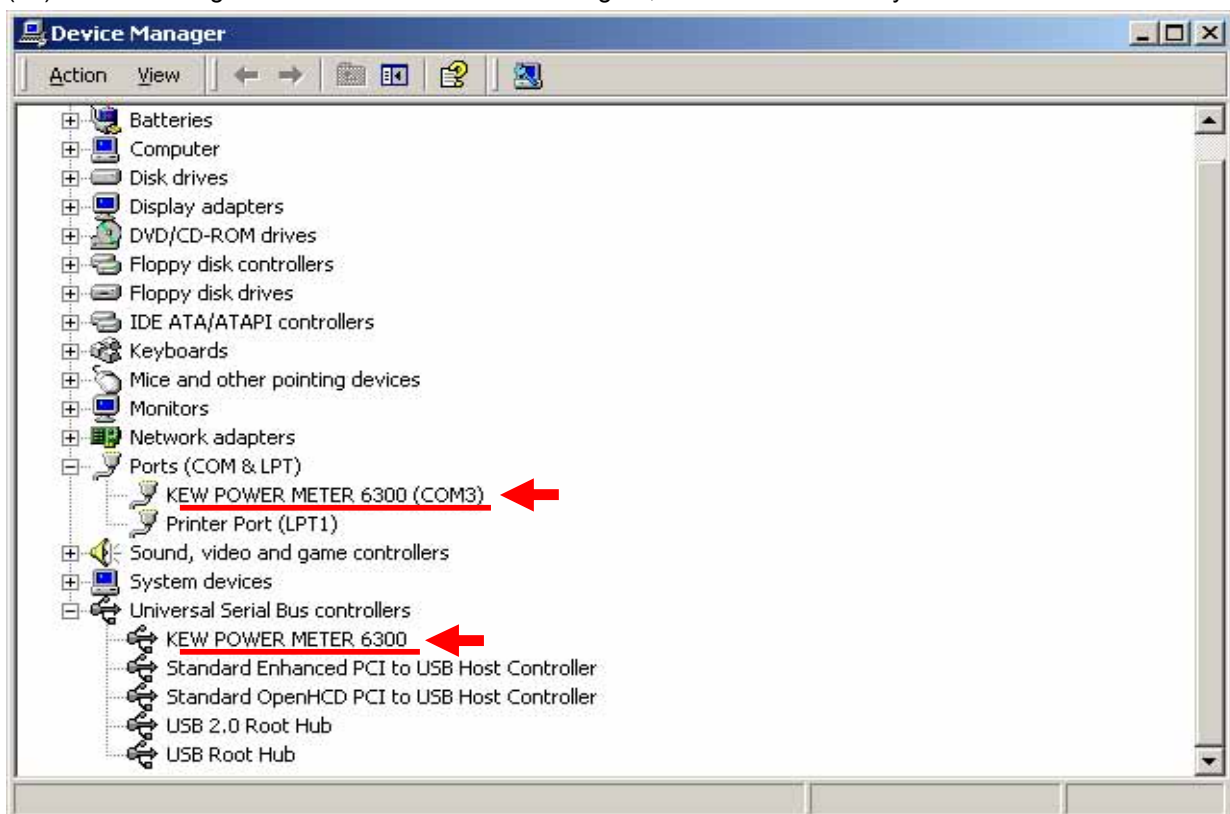 Device Manager
Action View
Batteries
Computer
Disk drives
Display adapters
DVD/CD-ROM drives
Floppy disk controllers
Floppy disk drives
IDE ATA/ATAPI controllers
Keyboards
Mice and other pointing devices
Monitors
Network adapters
Ports (COM & LPT)
KEW POWER METER 6300 (COM3)
Printer Port (LPT1)
Sound, video and game controllers
System devices
Universal Serial Bus controllers
KEW POWER METER 6300
Standard Enhanced PCI to USB Host Controller
Standard OpenHCD PCI to USB Host Controller
USB 2.0 Root Hub
USB Root Hub